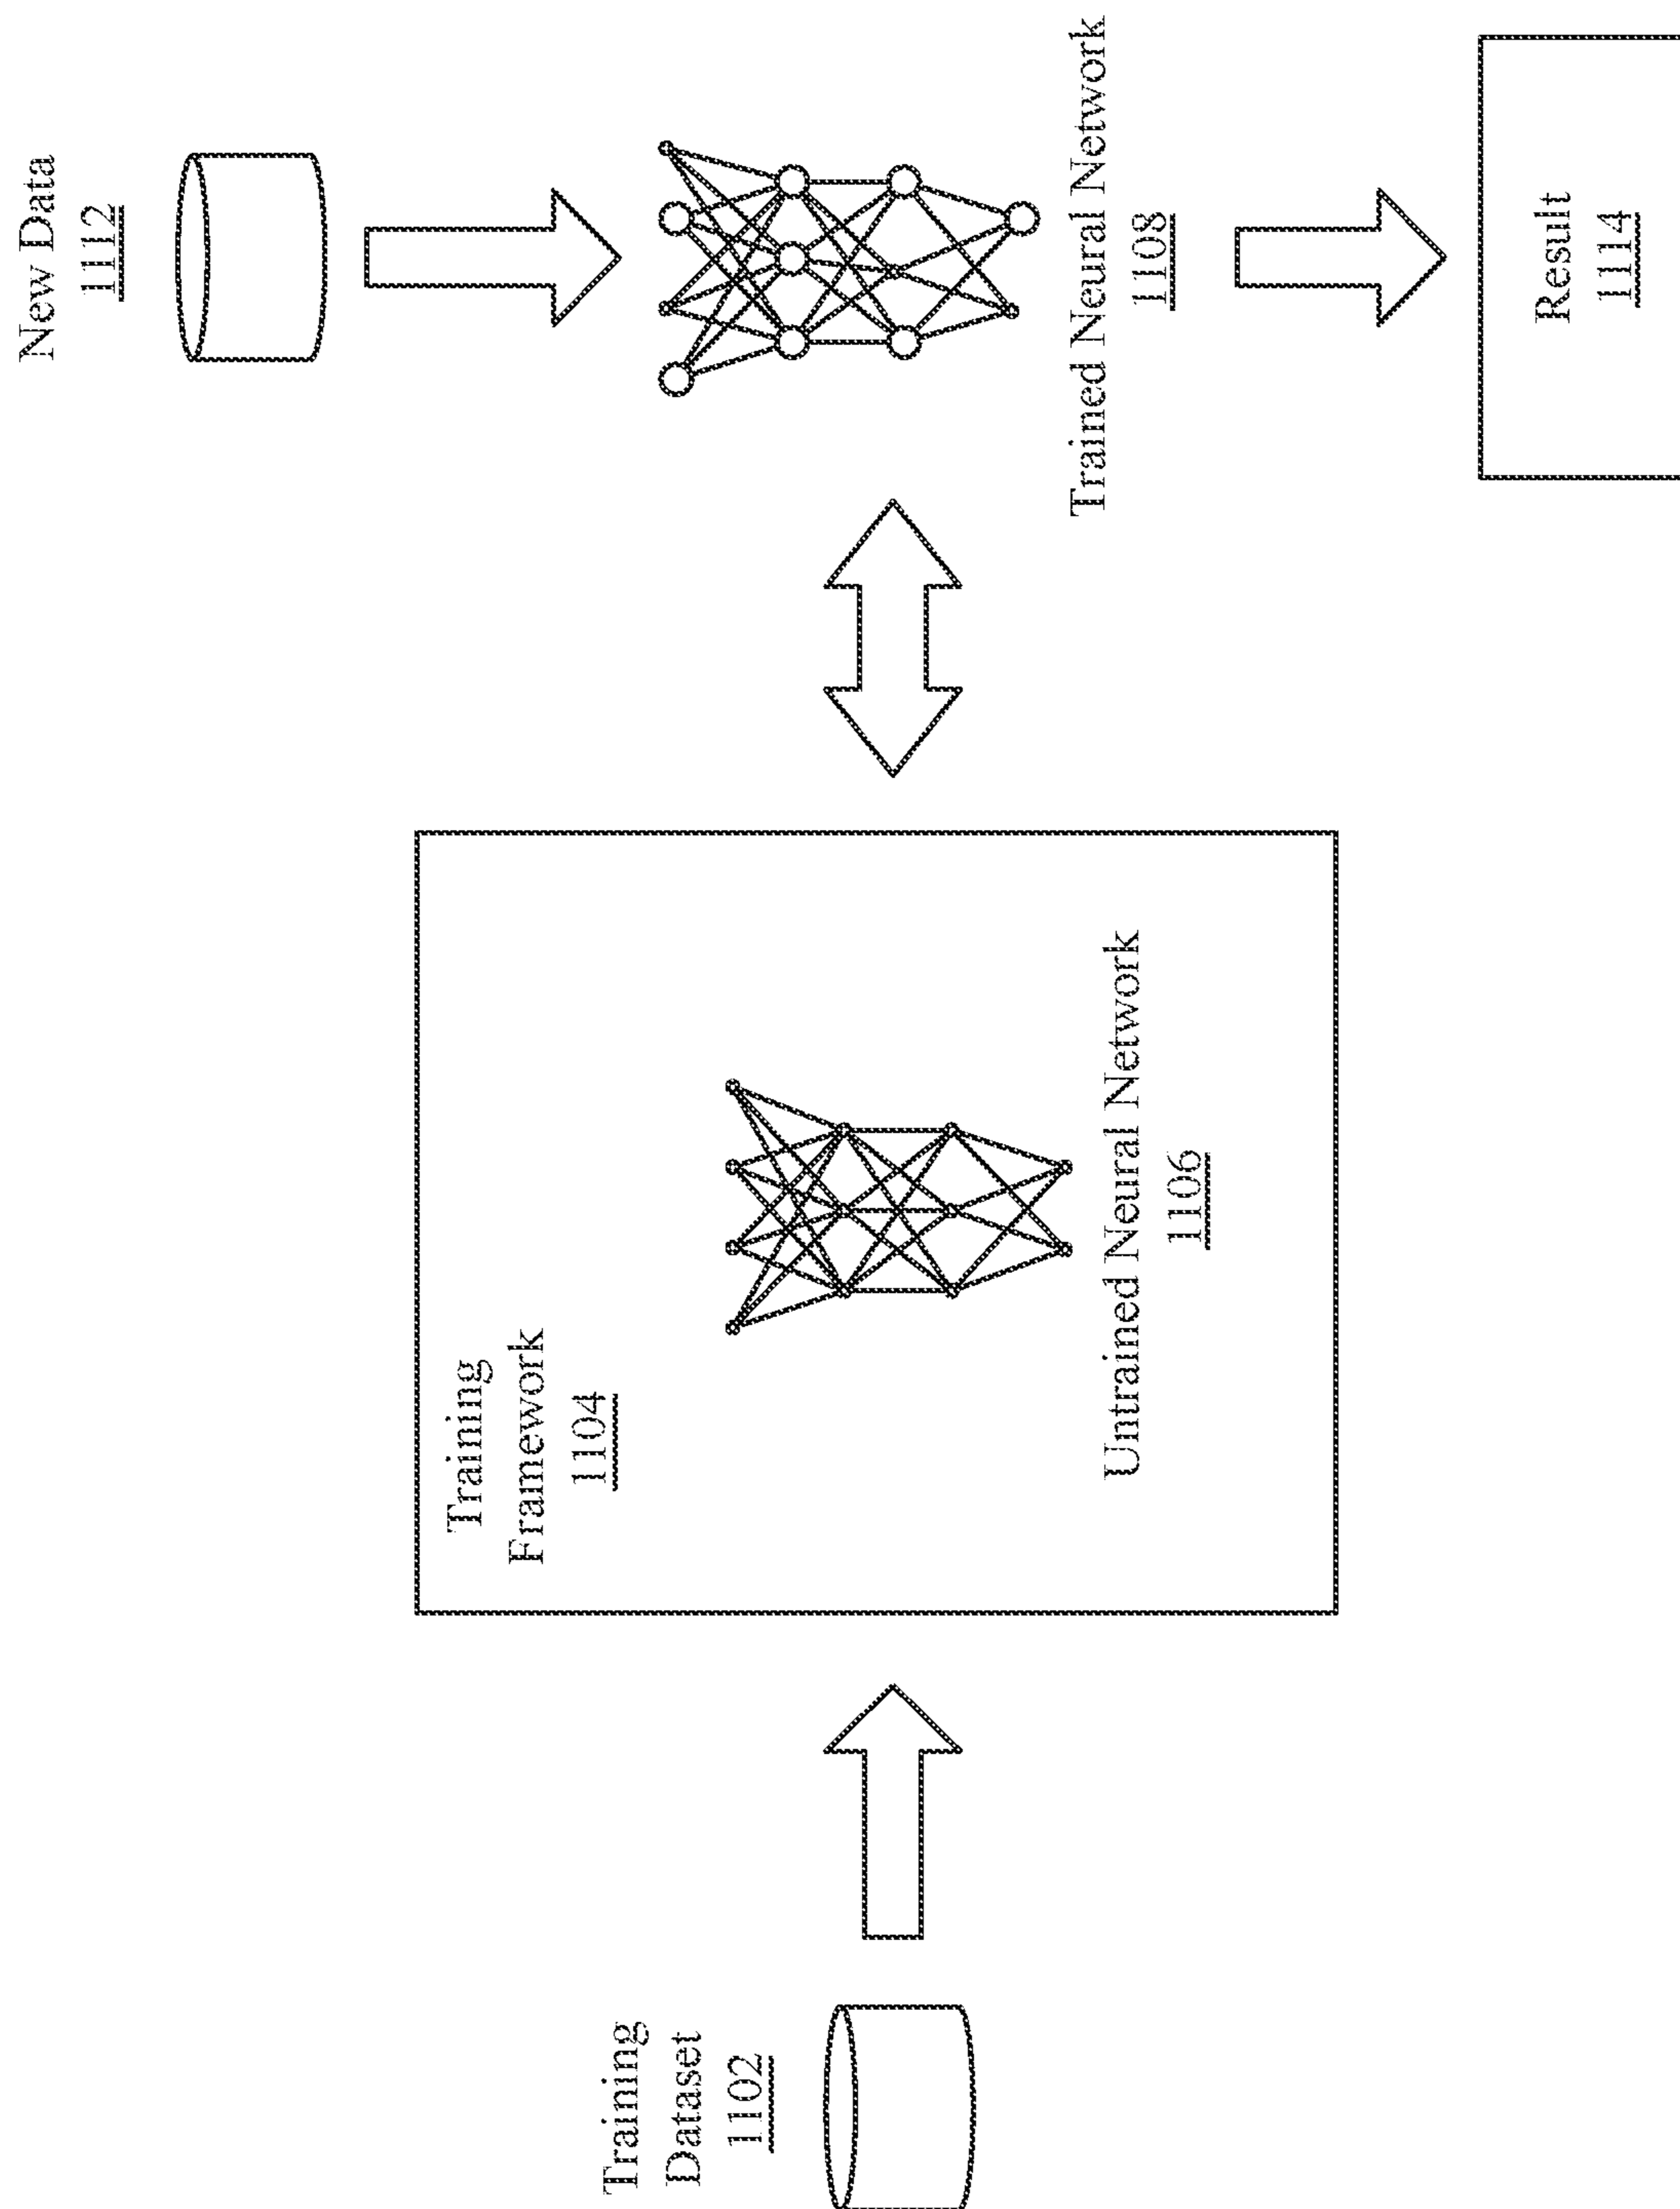 Training
Dataset
1102
Training
Framework
1104
Untrained Neural Network
1106
New Data
1112
Trained Neural Network
1108
Result
1114